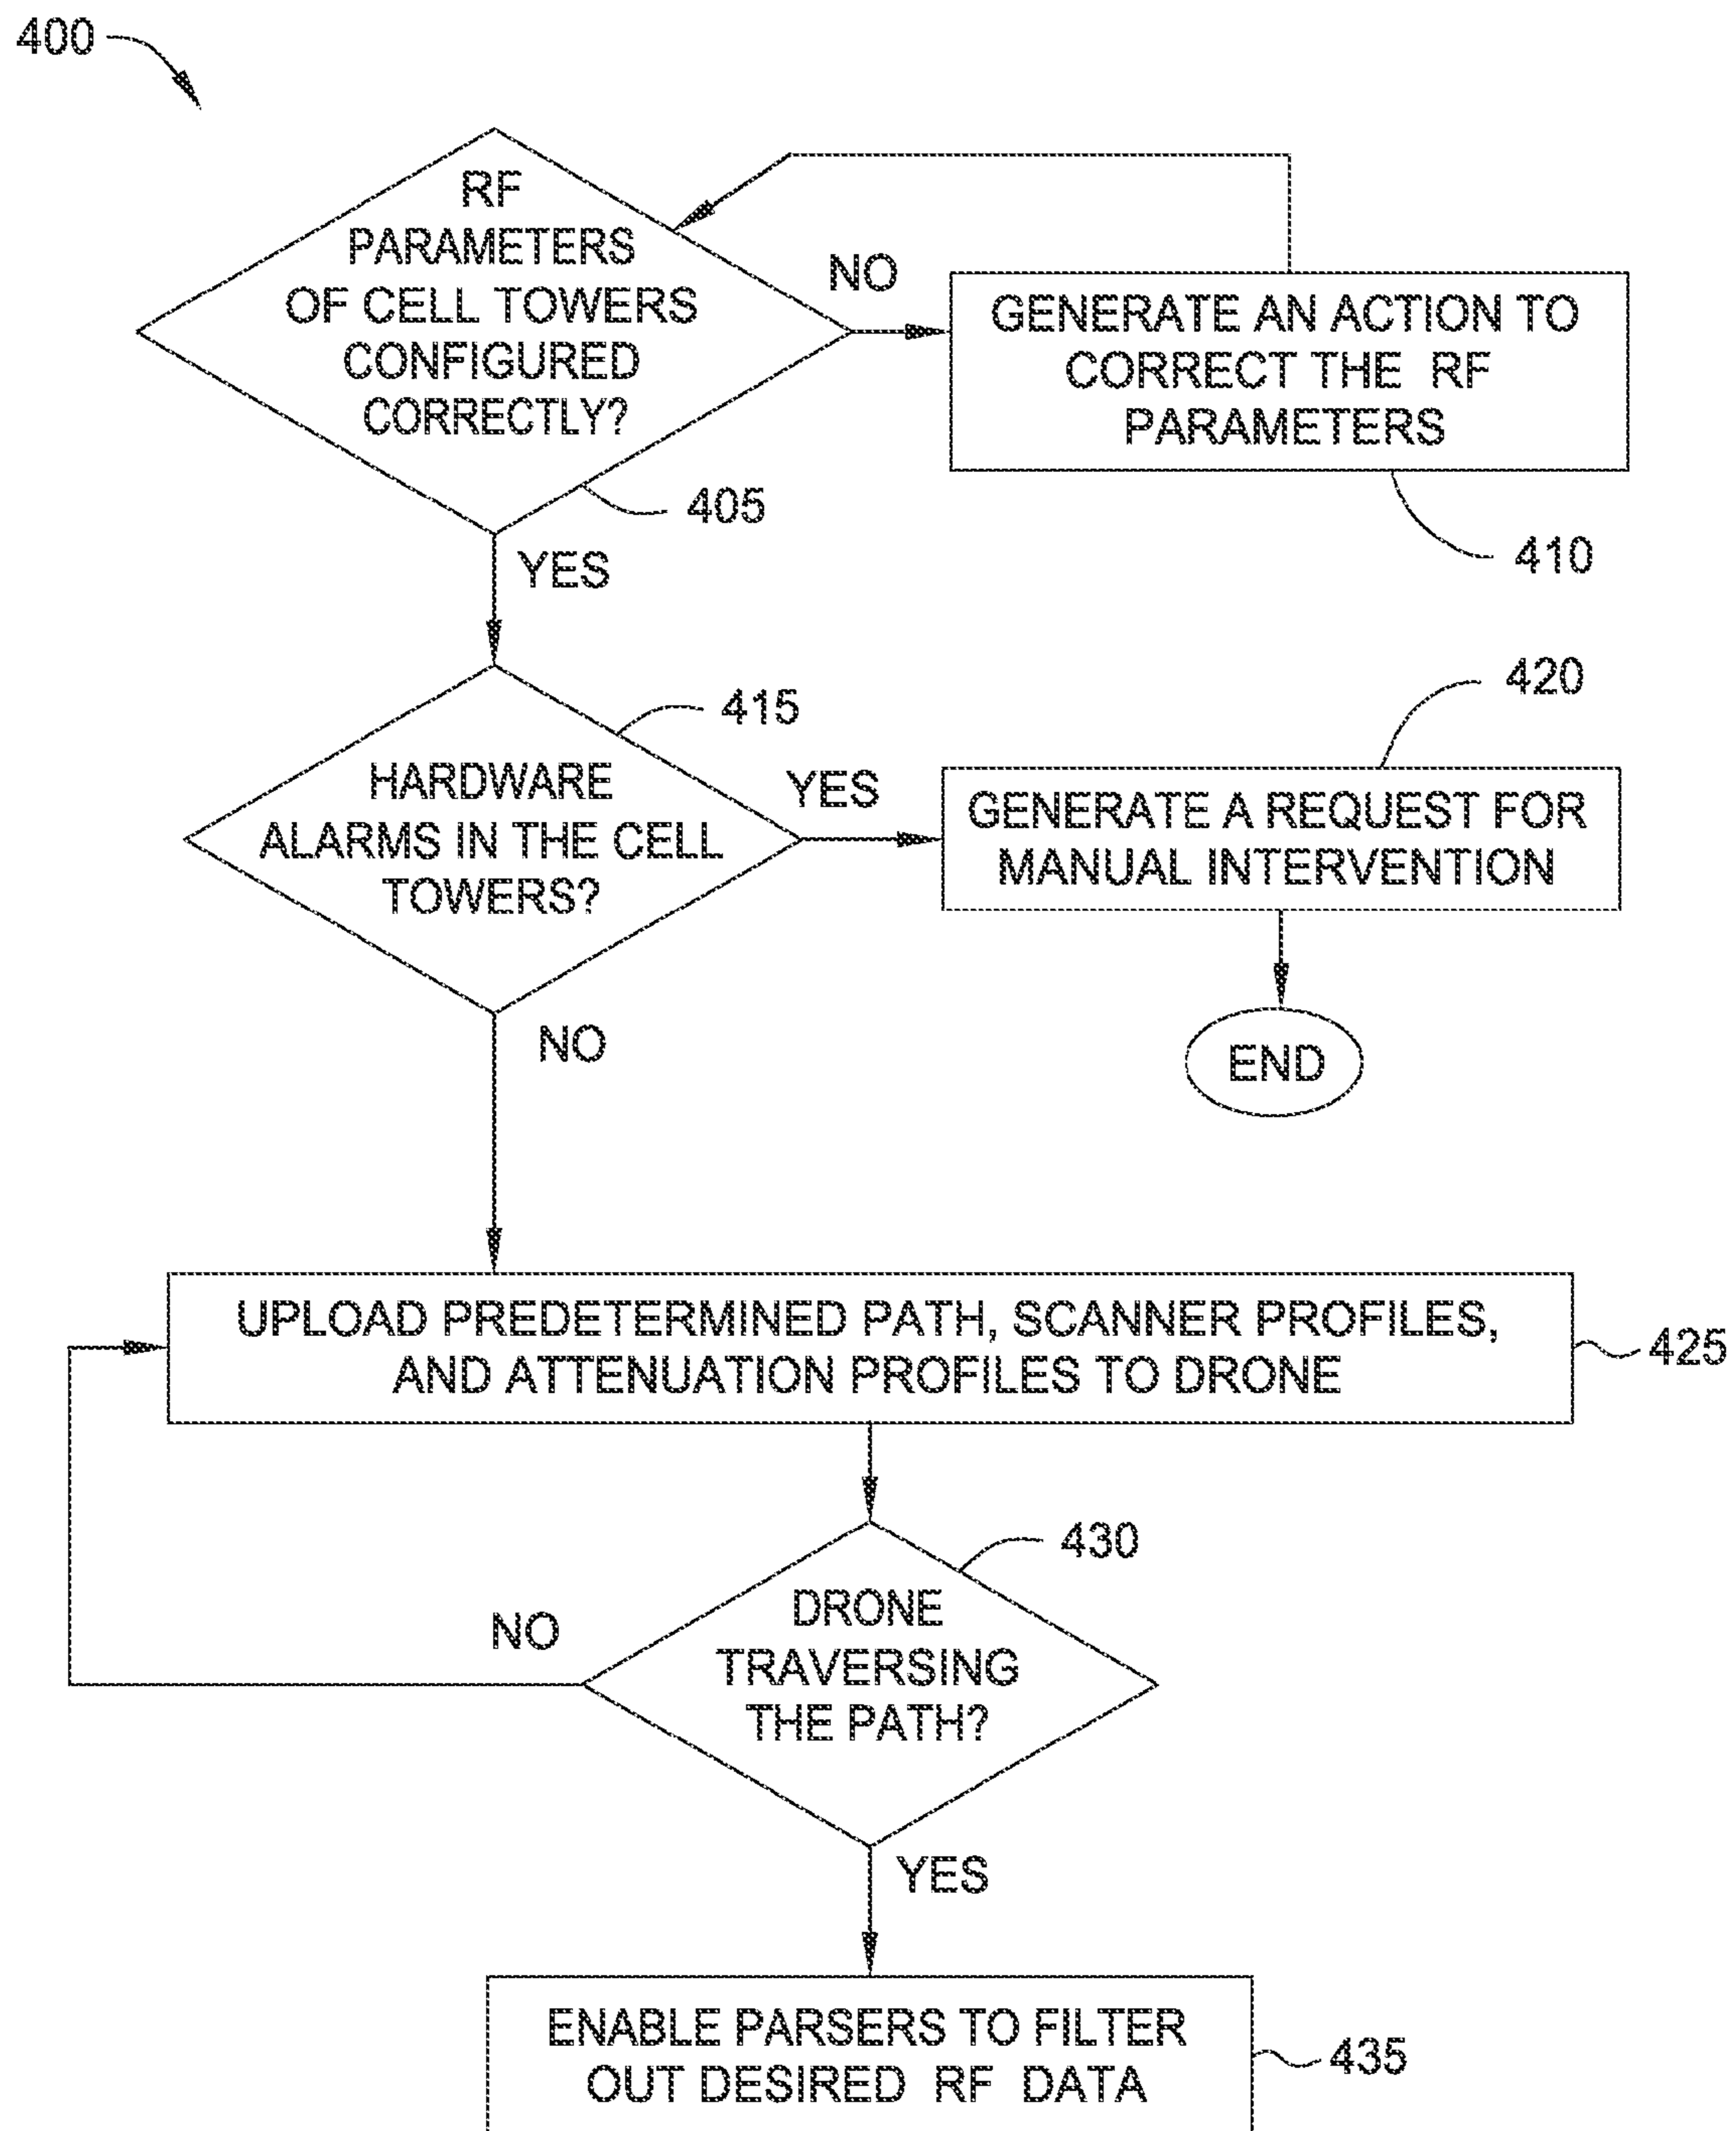 400
RF
PARAMETERS
OF CELL TOWERS
CONFIGURED
CORRECTLY?
405
NO
GENERATE AN ACTION TO
CORRECT THE RF
PARAMETERS
410
YES
415
HARDWARE
ALARMS IN THE CELL
TOWERS?
YES
420
GENERATE A REQUEST FOR
MANUAL INTERVENTION
END
NO
UPLOAD PREDETERMINED PATH, SCANNER PROFILES,
AND ATTENUATION PROFILES TO DRONE
425
430
DRONE
TRAVERSING
THE PATH?
NO
YES
ENABLE PARSERS TO FILTER
OUT DESIRED RF DATA
435